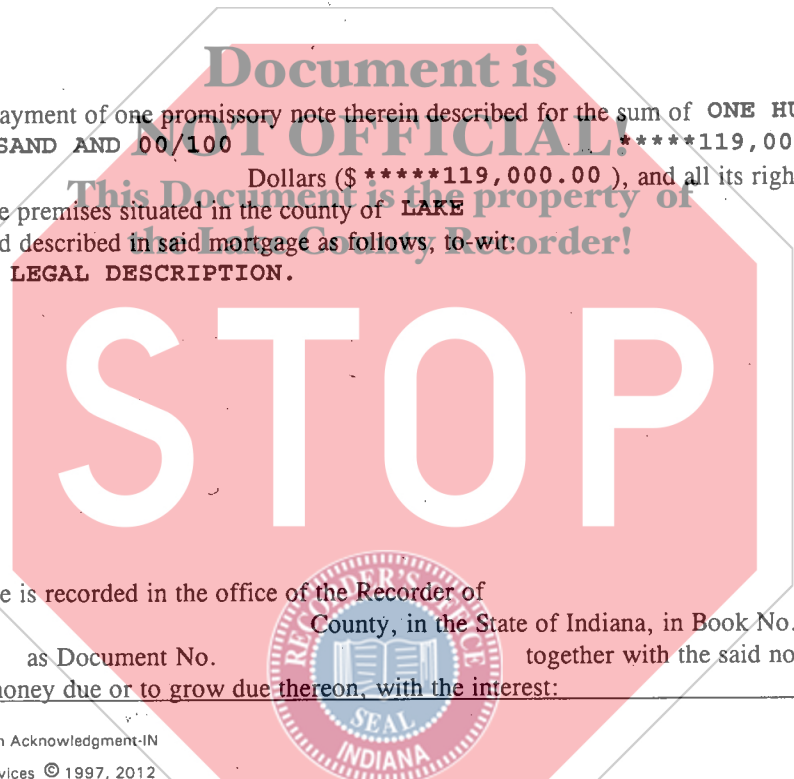 Document is
ayment of one promissory note therein described for the sum of ONE HU
NOT OFFICIAL!
SAND AND 00/100 *****119,00
Dollars ($ *****119,000.00 ), and all its righ
This Document is the property of
e premises situated in the county of LAKE
d described in said mortgage as follows, to-wit:
the Lake County Recorder!
LEGAL DESCRIPTION.
STOP
e is recorded in the office of the Recorder of
County, in the State of Indiana, in Book No.
as Document No. together with the said no
noney due or to grow due thereon, with the interest:
RECORDER'S OFFICE
SEAL
INDIANA
n Acknowledgment-IN
vices © 1997, 2012